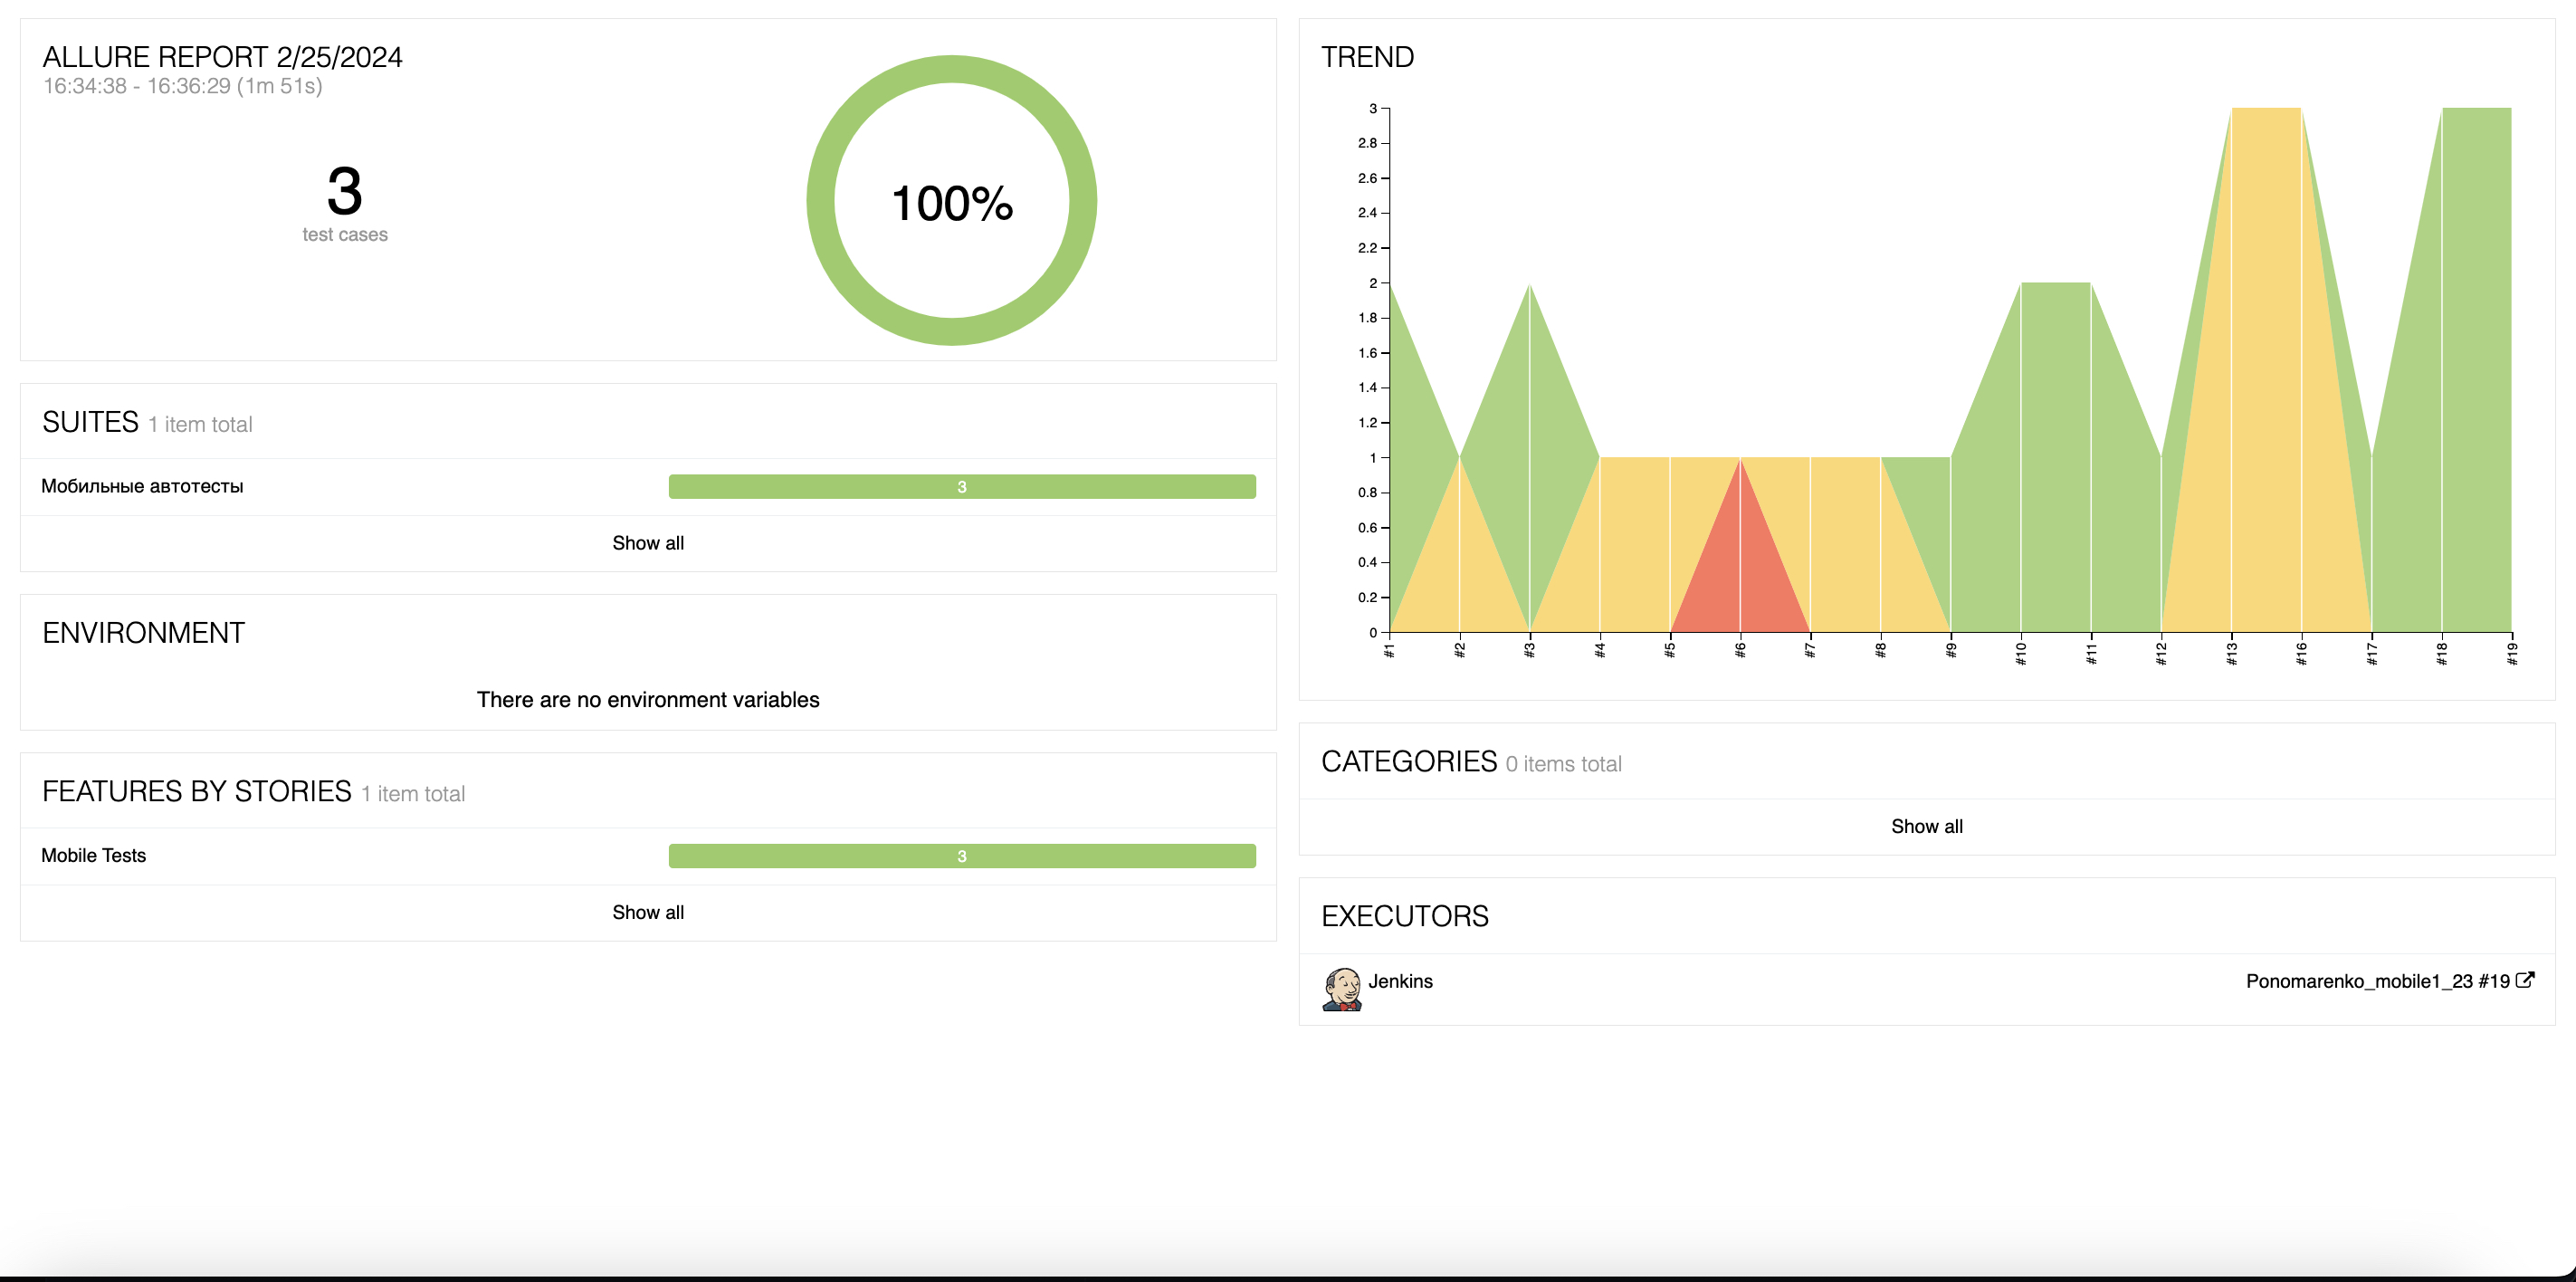 ALLURE REPORT 2/25/2024
16:34:38 - 16:36:29 (1m 51s)
3
test cases
100%
SUITES 1 item total
Мобильные автотесты 3
Show all
ENVIRONMENT
There are no environment variables
FEATURES BY STORIES 1 item total
Mobile Tests 3
Show all
TREND
3
2.8
2.6
2.4
2.2
2
1.8
1.6
1.4
1.2
1
0.8
0.6
0.4
0.2
0
#1 #2 #3 #4 #5 #6 #7 #8 #9 #10 #11 #12 #13 #16 #17 #18 #19
CATEGORIES 0 items total
Show all
EXECUTORS
Jenkins Ponomarenko_mobile1_23 #19